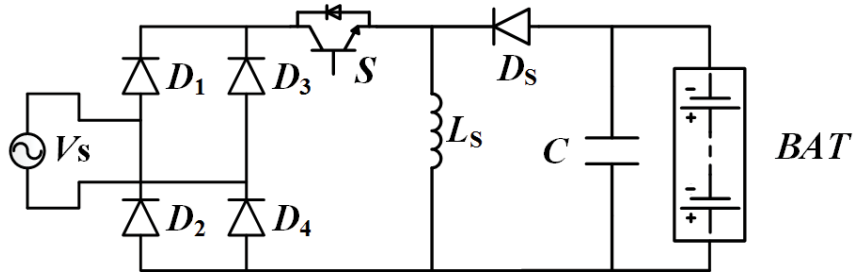 D1
D3
S
DS
Vs
LS
C
BAT
D2
D4
-
+
-
+